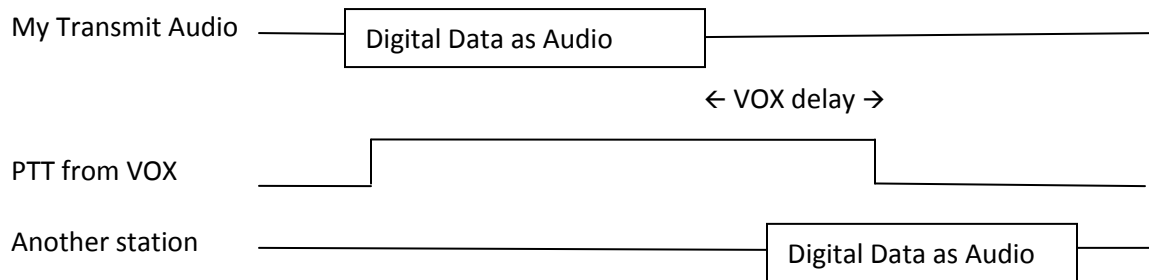 My Transmit Audio
Digital Data as Audio
← VOX delay →
PTT from VOX
Another station
Digital Data as Audio